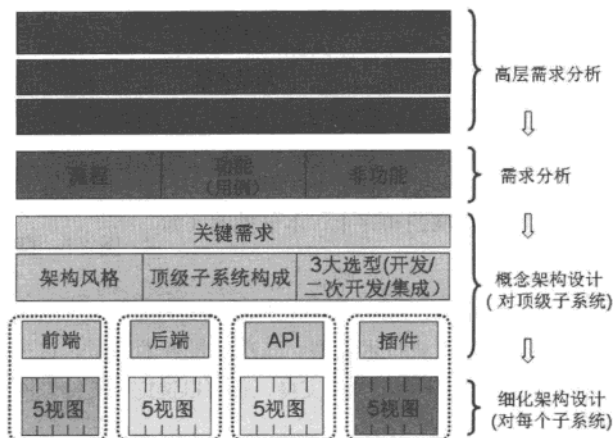 高层需求分析
流程
功能
(用例)
非功能
需求分析
关键需求
架构风格
顶级子系统构成
3大选型(开发/
二次开发/集成)
概念架构设计
(对顶级子系统)
前端
后端
API
插件
5视图
5视图
5视图
5视图
细化架构设计
(对每个子系统)